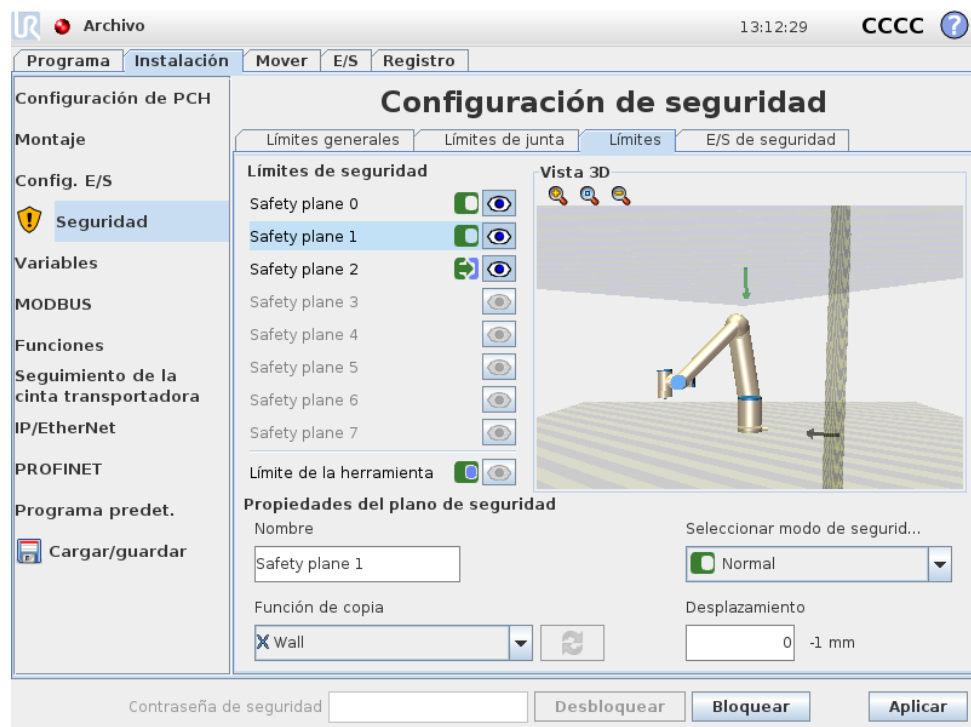 UR Archivo 13:12:29 CCCC ?
Programa Instalación Mover E/S Registro
Configuración de PCH
Montaje
Config. E/S
Seguridad
Variables
MODBUS
Funciones
Seguimiento de la
cinta transportadora
IP/EtherNet
PROFINET
Programa predet.
Cargar/guardar
Configuración de seguridad
Límites generales Límites de junta Límites E/S de seguridad
Límites de seguridad
Safety plane 0
Safety plane 1
Safety plane 2
Safety plane 3
Safety plane 4
Safety plane 5
Safety plane 6
Safety plane 7
Límite de la herramienta
Vista 3D
Propiedades del plano de seguridad
Nombre
Safety plane 1
Seleccionar modo de segurid...
Normal
Función de copia
Wall
Desplazamiento
0 -1 mm
Contraseña de seguridad Desbloquear Bloquear Aplicar